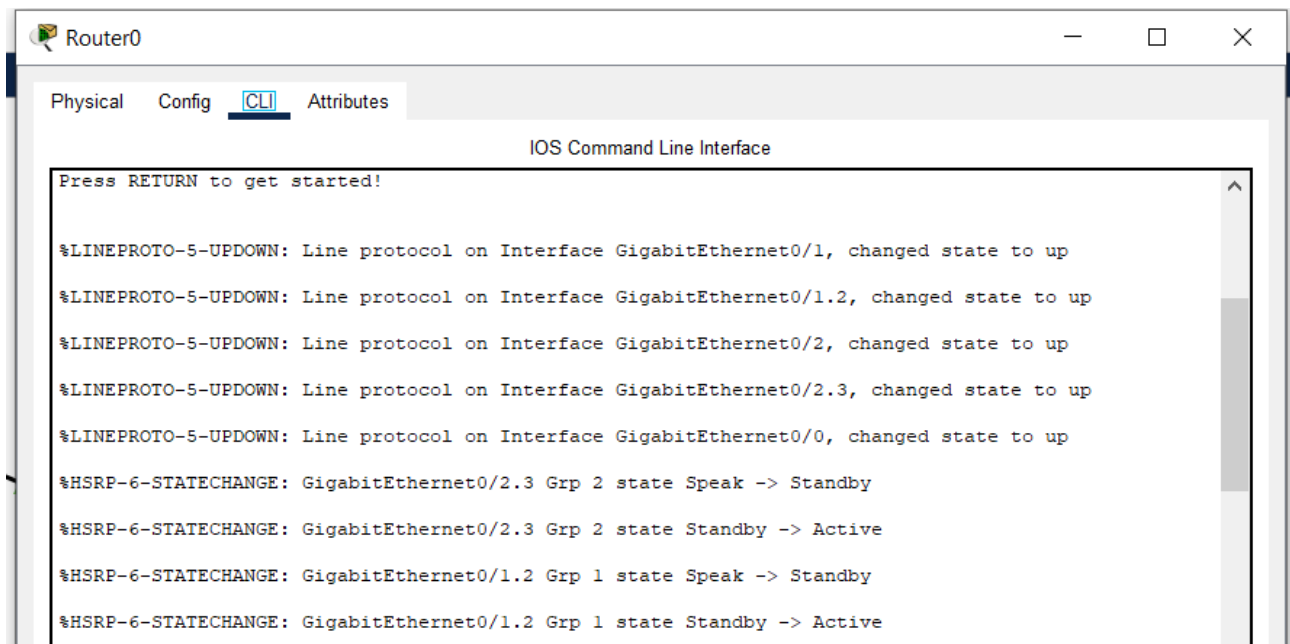 Router0
Physical Config CLI Attributes
IOS Command Line Interface
Press RETURN to get started!
%LINEPROTO-5-UPDOWN: Line protocol on Interface GigabitEthernet0/1, changed state to up
%LINEPROTO-5-UPDOWN: Line protocol on Interface GigabitEthernet0/1.2, changed state to up
%LINEPROTO-5-UPDOWN: Line protocol on Interface GigabitEthernet0/2, changed state to up
%LINEPROTO-5-UPDOWN: Line protocol on Interface GigabitEthernet0/2.3, changed state to up
%LINEPROTO-5-UPDOWN: Line protocol on Interface GigabitEthernet0/0, changed state to up
%HSRP-6-STATECHANGE: GigabitEthernet0/2.3 Grp 2 state Speak -> Standby
%HSRP-6-STATECHANGE: GigabitEthernet0/2.3 Grp 2 state Standby -> Active
%HSRP-6-STATECHANGE: GigabitEthernet0/1.2 Grp 1 state Speak -> Standby
%HSRP-6-STATECHANGE: GigabitEthernet0/1.2 Grp 1 state Standby -> Active